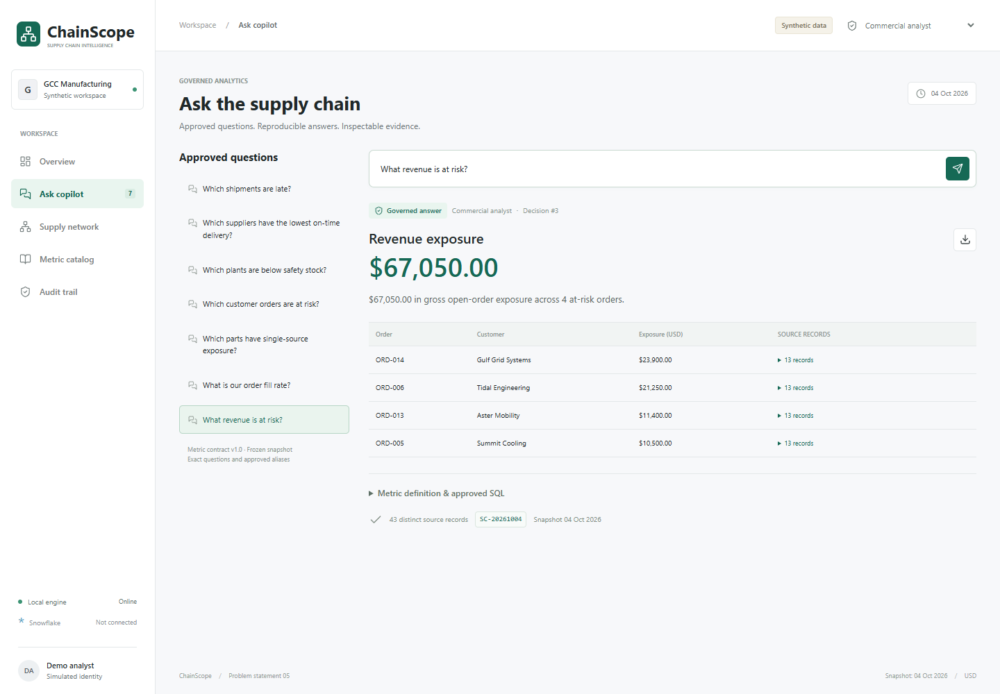 ChainScope
SUPPLY CHAIN INTELLIGENCE
G
GCC Manufacturing
Synthetic workspace
WORKSPACE
Overview
Ask copilot
7
Supply network
Metric catalog
Audit trail
Local engine
Online
Snowflake
Not connected
DA
Demo analyst
Simulated identity
Workspace / Ask copilot
Synthetic data
Commercial analyst
GOVERNED ANALYTICS
Ask the supply chain
Approved questions. Reproducible answers. Inspectable evidence.
04 Oct 2026
Approved questions
Which shipments are late?
Which suppliers have the lowest on-time
delivery?
Which plants are below safety stock?
Which customer orders are at risk?
Which parts have single-source
exposure?
What is our order fill rate?
What revenue is at risk?
Metric contract v1.0 · Frozen snapshot
Exact questions and approved aliases
What revenue is at risk?
Governed answer
Commercial analyst · Decision #3
Revenue exposure
$67,050.00
$67,050.00 in gross open-order exposure across 4 at-risk orders.
Order Customer Exposure (USD) SOURCE RECORDS
ORD-014 Gulf Grid Systems $23,900.00 13 records
ORD-006 Tidal Engineering $21,250.00 13 records
ORD-013 Aster Mobility $11,400.00 13 records
ORD-005 Summit Cooling $10,500.00 13 records
Metric definition & approved SQL
43 distinct source records SC-20261004 Snapshot 04 Oct 2026
ChainScope / Problem statement 05
Snapshot: 04 Oct 2026 / USD